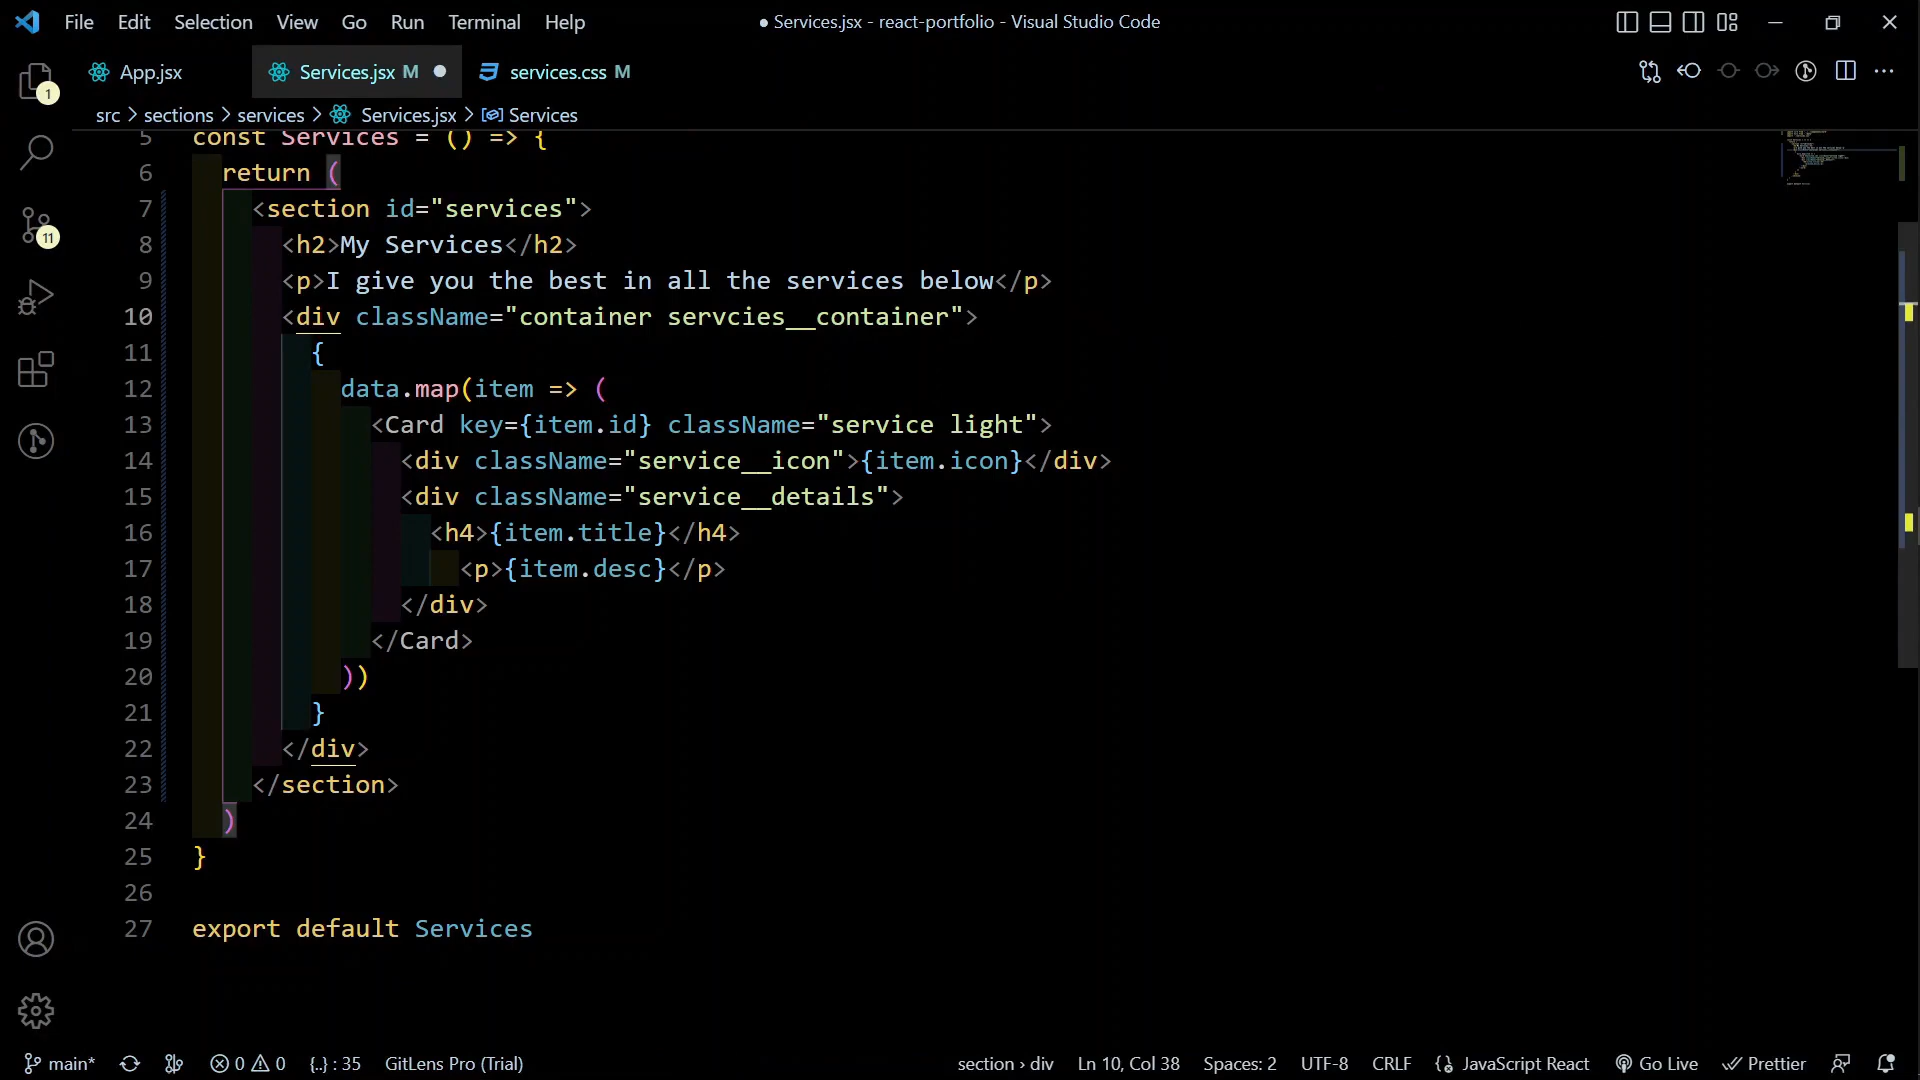 File Edit Selection View Go Run Terminal Help
● Services.jsx - react-portfolio - Visual Studio Code
App.jsx
Services.jsx M ●
services.css M
src > sections > services > Services.jsx > Services
1
11
5 const Services = () => {
6 return (
7 <section id="services">
8 <h2>My Services</h2>
9 <p>I give you the best in all the services below</p>
10 <div className="container servcies__container">
11 {
12 data.map(item => (
13 <Card key={item.id} className="service light">
14 <div className="service__icon">{item.icon}</div>
15 <div className="service__details">
16 <h4>{item.title}</h4>
17 <p>{item.desc}</p>
18 </div>
19 </Card>
20 ))
21 }
22 </div>
23 </section>
24 )
25 }
26
27 export default Services
main* 0 0 {..} : 35 GitLens Pro (Trial) section › div Ln 10, Col 38 Spaces: 2 UTF-8 CRLF JavaScript React Go Live Prettier